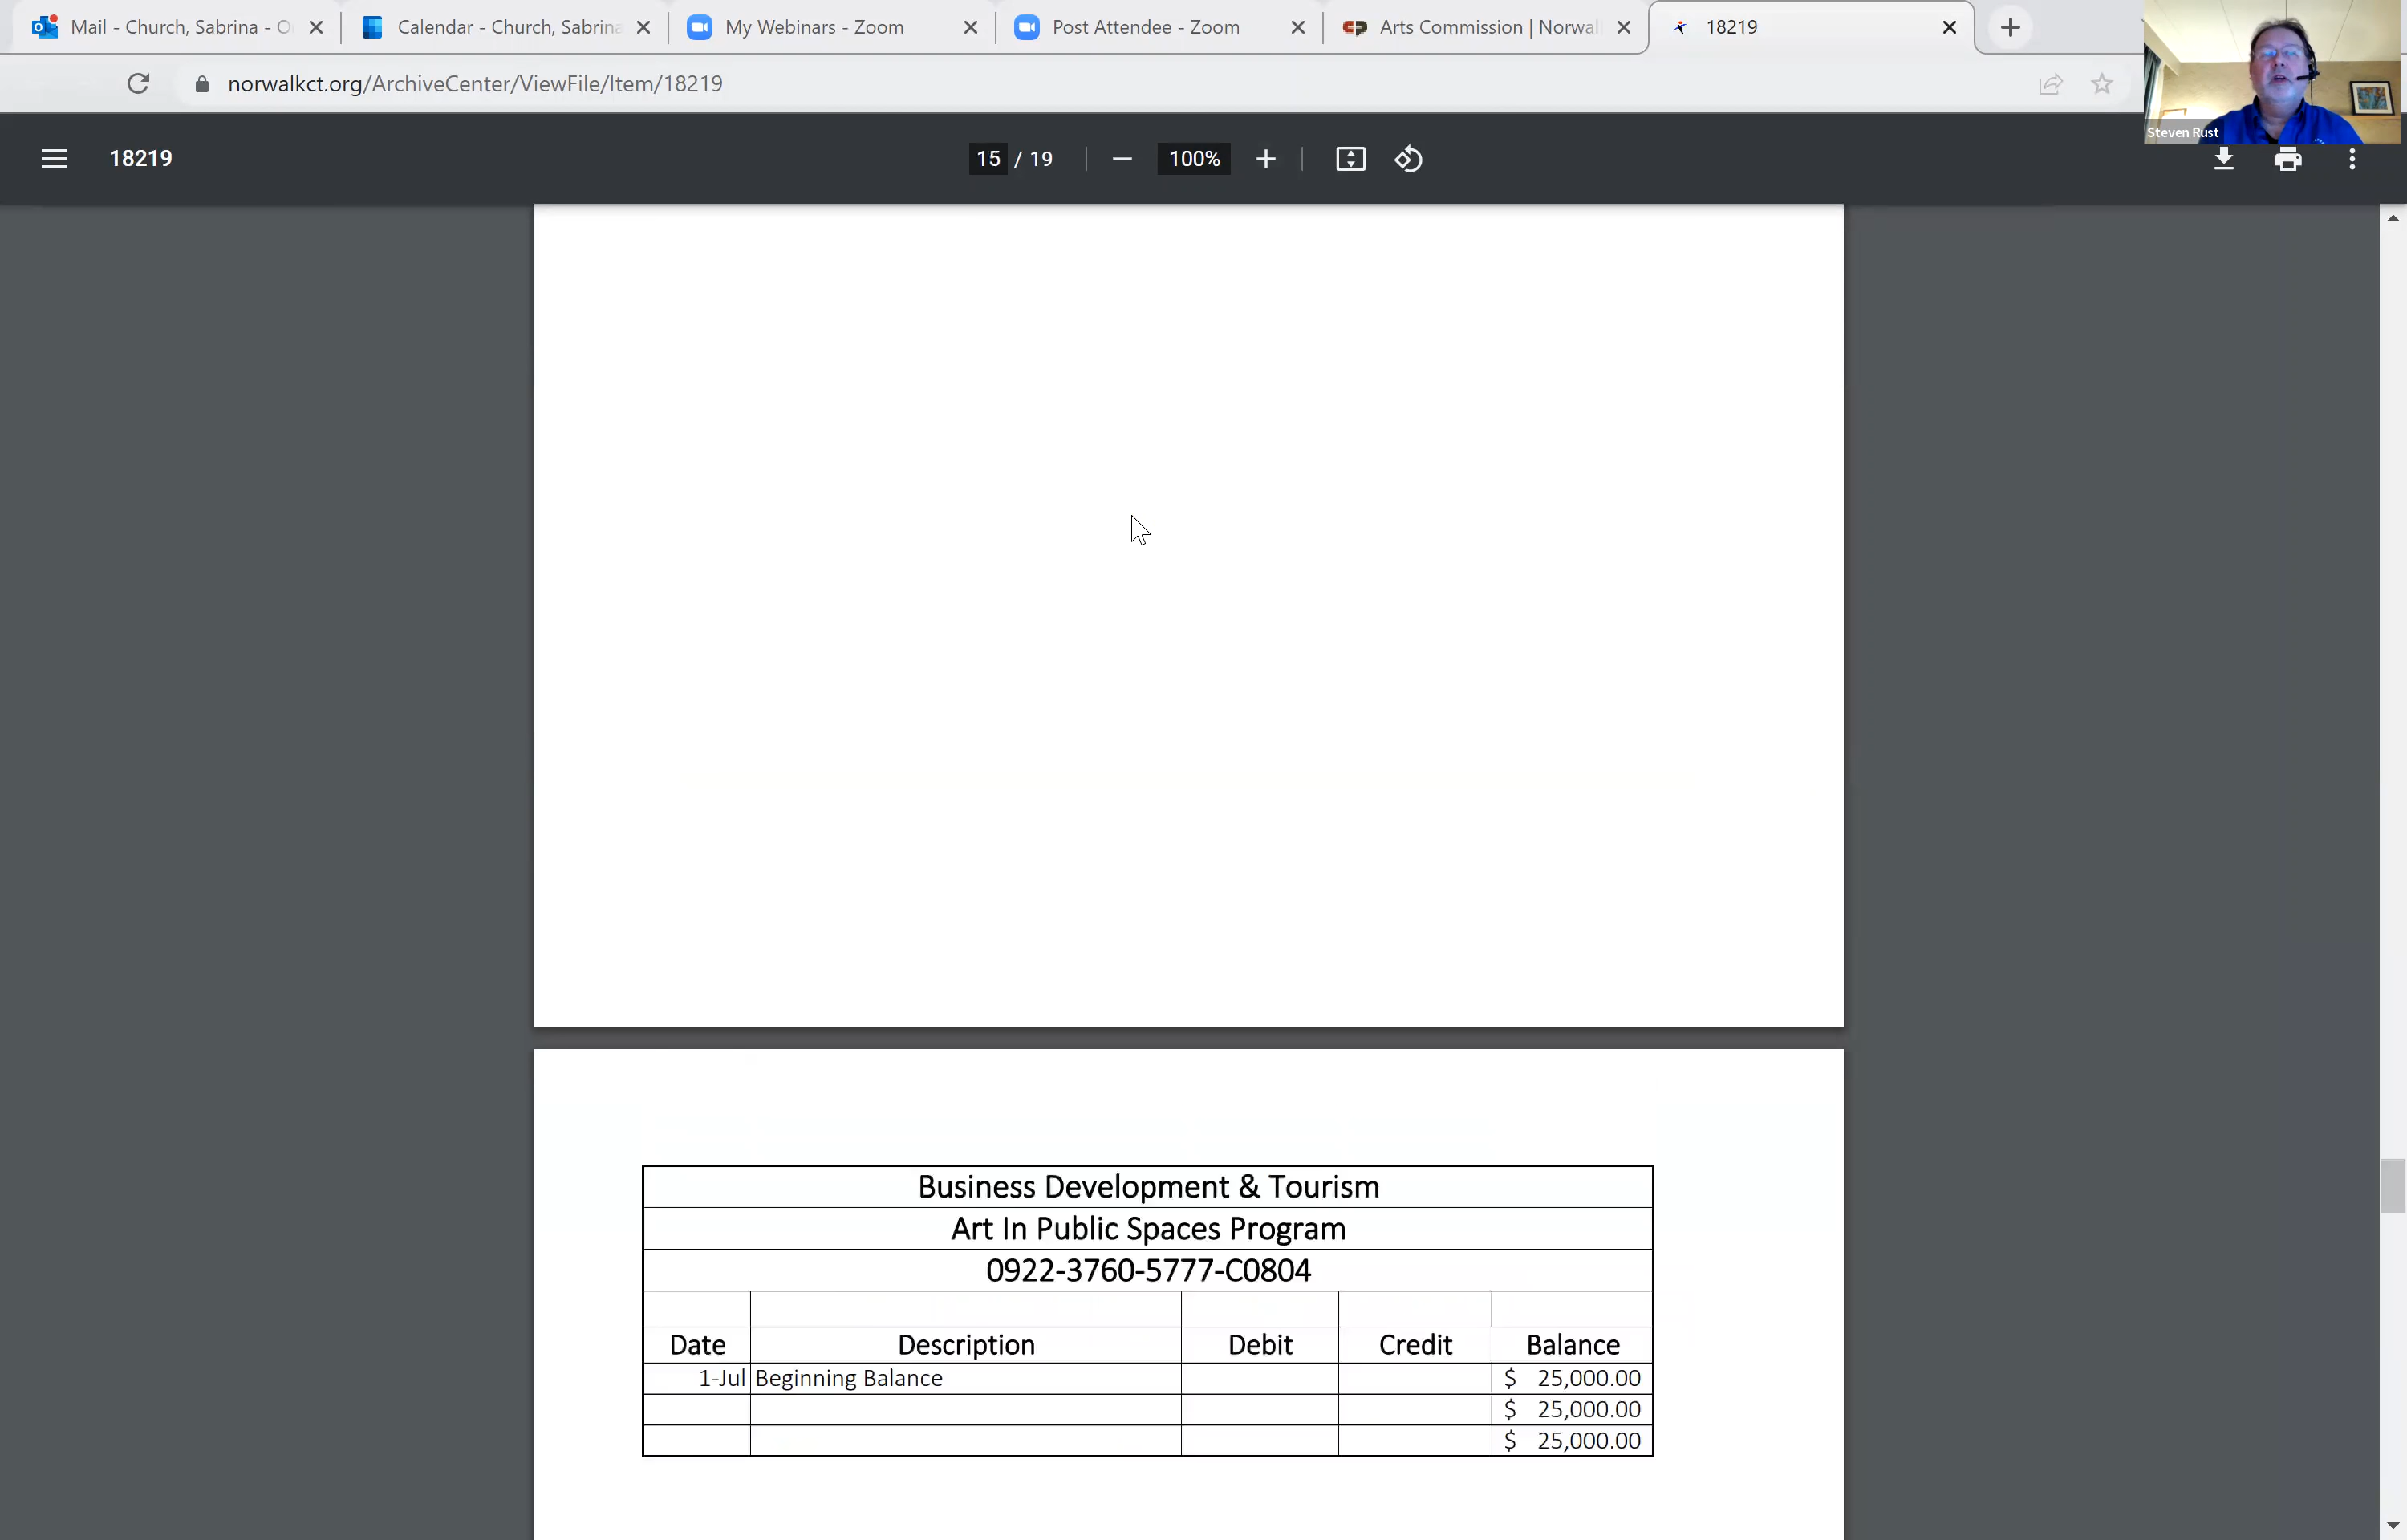 Mail - Church, Sabrina - O
Calendar - Church, Sabrina
My Webinars - Zoom
Post Attendee - Zoom
Arts Commission | Norwal
18219
norwalkct.org/ArchiveCenter/ViewFile/Item/18219
Steven Rust
18219
15 / 19
100%
Business Development & Tourism
Art In Public Spaces Program
0922-3760-5777-C0804
Date Description Debit Credit Balance
1-Jul Beginning Balance $ 25,000.00
$ 25,000.00
$ 25,000.00